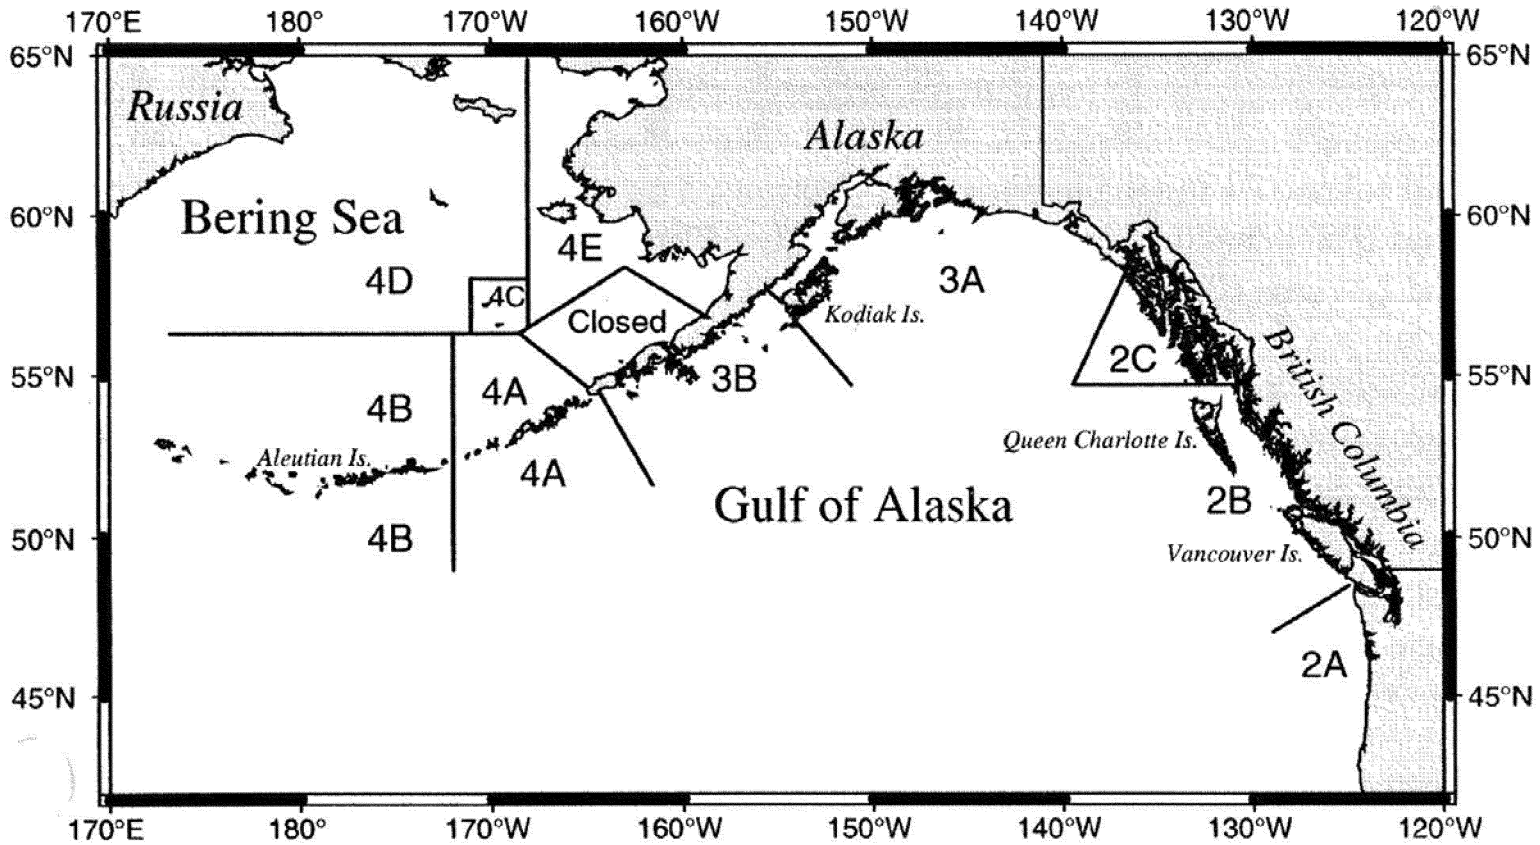 170°E 180° 170°W 160°W 150°W 140°W 130°W 120°W
65°N 65°N
Russia
Alaska
Bering Sea
60°N 60°N
4E
4D
4C
3A
Closed
Kodiak Is.
2C
British Columbia
55°N 55°N
3B
4A
4B
Queen Charlotte Is.
Aleutian Is.
4A
2B
Gulf of Alaska
50°N 50°N
4B
Vancouver Is.
2A
45°N 45°N
170°E 180° 170°W 160°W 150°W 140°W 130°W 120°W